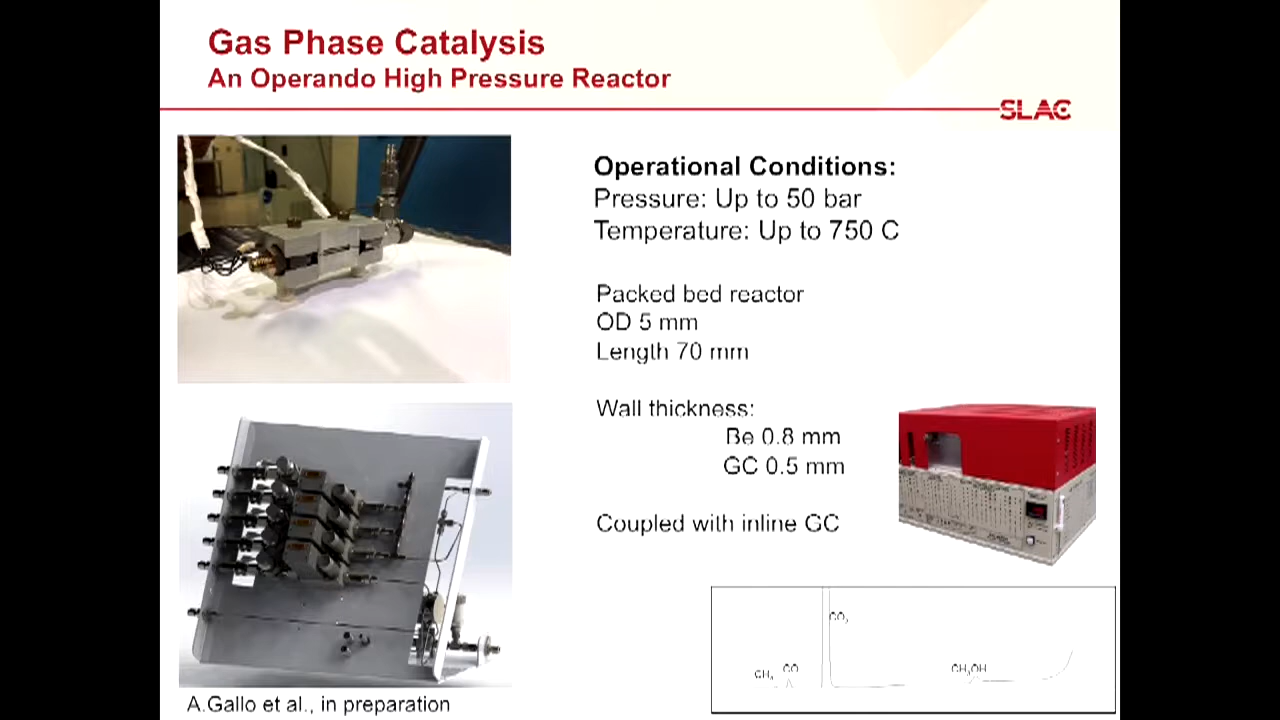 Gas Phase Catalysis
An Operando High Pressure Reactor
SLAC
Operational Conditions:
Pressure: Up to 50 bar
Temperature: Up to 750 C
Packed bed reactor
OD 5 mm
Length 70 mm
Wall thickness:
Be 0.8 mm
GC 0.5 mm
Coupled with inline GC
CO₂
CH₄
CO
CH₃OH
A.Gallo et al., in preparation